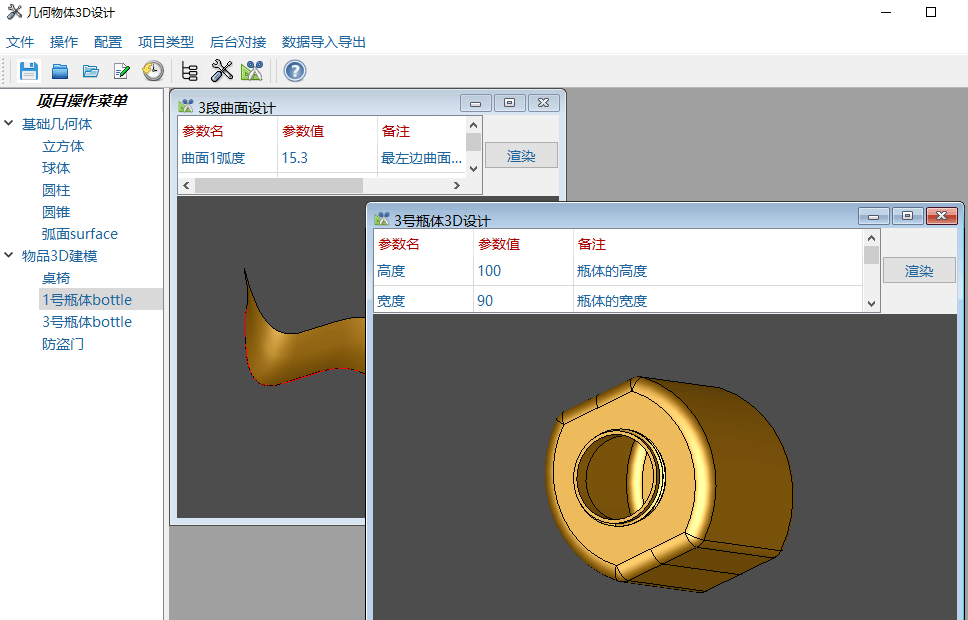 几何物体3D设计
文件 操作 配置 项目类型 后台对接 数据导入导出
项目操作菜单
基础几何体
立方体
球体
圆柱
圆锥
弧面surface
物品3D建模
桌椅
1号瓶体bottle
3号瓶体bottle
防盗门
3段曲面设计
参数名 参数值 备注
曲面1弧度 15.3 最左边曲面...
渲染
3号瓶体3D设计
参数名 参数值 备注
高度 100 瓶体的高度
宽度 90 瓶体的宽度
渲染